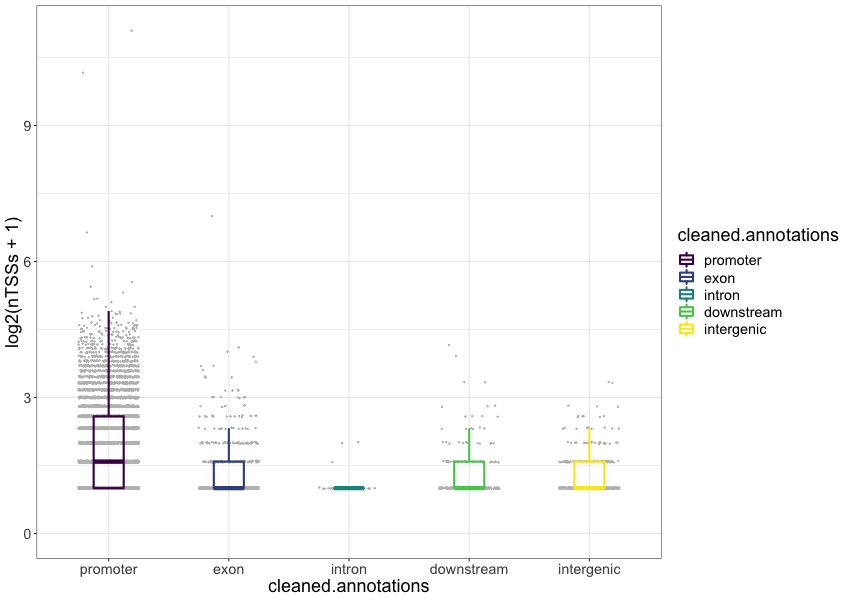 log2(nTSSs + 1)
9
6
3
0
promoter exon intron downstream intergenic
cleaned.annotations
cleaned.annotations
promoter
exon
intron
downstream
intergenic